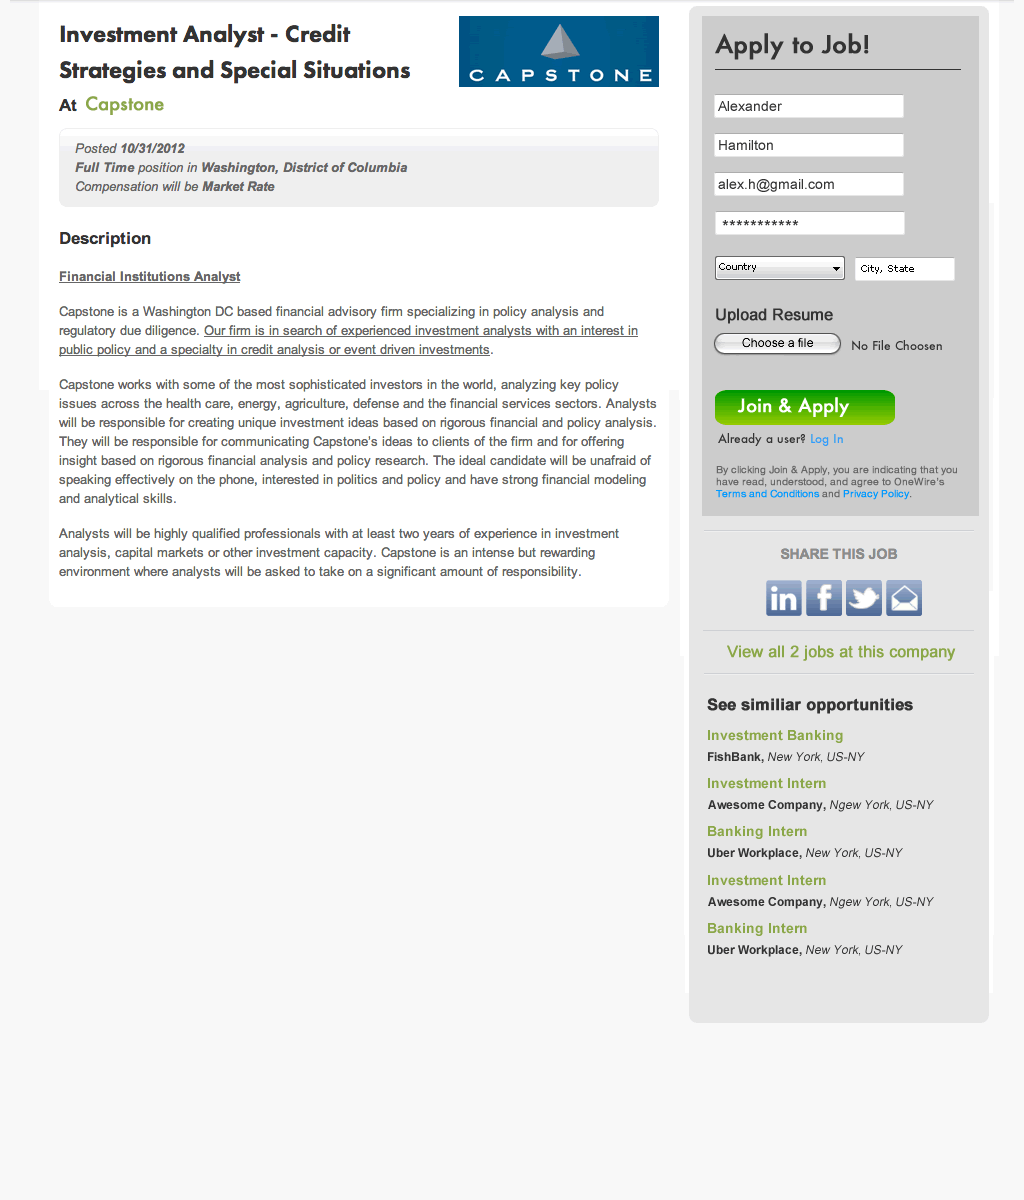 Investment Analyst - Credit
Strategies and Special Situations
At Capstone
CAPSTONE
Posted 10/31/2012
Full Time position in Washington, District of Columbia
Compensation will be Market Rate
Description
Financial Institutions Analyst
Capstone is a Washington DC based financial advisory firm specializing in policy analysis and
regulatory due diligence. Our firm is in search of experienced investment analysts with an interest in
public policy and a specialty in credit analysis or event driven investments.
Capstone works with some of the most sophisticated investors in the world, analyzing key policy
issues across the health care, energy, agriculture, defense and the financial services sectors. Analysts
will be responsible for creating unique investment ideas based on rigorous financial and policy analysis.
They will be responsible for communicating Capstone's ideas to clients of the firm and for offering
insight based on rigorous financial analysis and policy research. The ideal candidate will be unafraid of
speaking effectively on the phone, interested in politics and policy and have strong financial modeling
and analytical skills.
Analysts will be highly qualified professionals with at least two years of experience in investment
analysis, capital markets or other investment capacity. Capstone is an intense but rewarding
environment where analysts will be asked to take on a significant amount of responsibility.
Apply to Job!
Alexander
Hamilton
alex.h@gmail.com
***********
Country
City, State
Upload Resume
Choose a file
No File Choosen
Join & Apply
Already a user? Log In
By clicking Join & Apply, you are indicating that you
have read, understood, and agree to OneWire's
Terms and Conditions and Privacy Policy.
SHARE THIS JOB
in f
View all 2 jobs at this company
See similiar opportunities
Investment Banking
FishBank, New York, US-NY
Investment Intern
Awesome Company, Ngew York, US-NY
Banking Intern
Uber Workplace, New York, US-NY
Investment Intern
Awesome Company, Ngew York, US-NY
Banking Intern
Uber Workplace, New York, US-NY